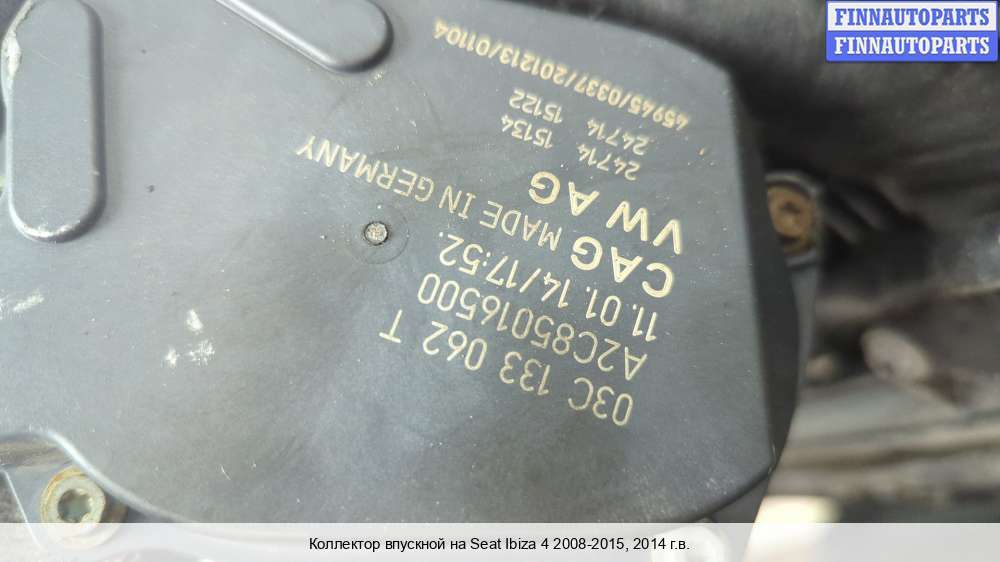 FINNAUTOPARTS
FINNAUTOPARTS
03C 133 062 T
A2C85016500
11.01.14/17:52.
CAG MADE IN GERMANY
VW AG
24714 15134
24714 15122
45945/0337/201213/01104
Коллектор впускной на Seat Ibiza 4 2008-2015, 2014 г.в.